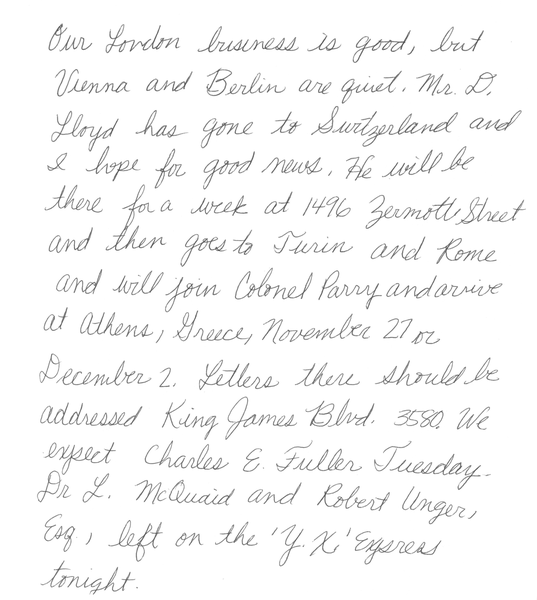 Our London business is good, but
Vienna and Berlin are quiet. Mr. D.
Lloyd has gone to Switzerland and
I hope for good news. He will be
there for a week at 1496 Zermott Street
and then goes to Turin and Rome
and will join Colonel Parry and arrive
at Athens, Greece, November 27 or
December 2. Letters there should be
addressed King James Blvd. 3580. We
expect Charles E. Fuller Tuesday.
Dr L. McQuaid and Robert Unger,
Esq., left on the 'Y. X.' Express
tonight.